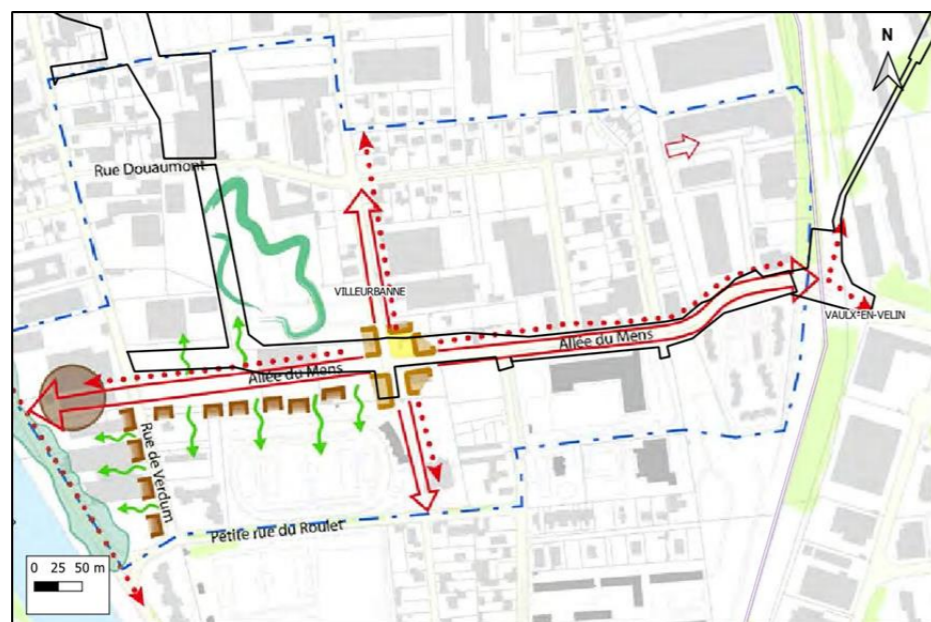 N
Rue Douaumont
VILLEURBANNE
VAULX-EN-VELIN
Allée du Mens
Allée du Mens
Rue de Verdum
Petite rue du Roulet
0 25 50 m